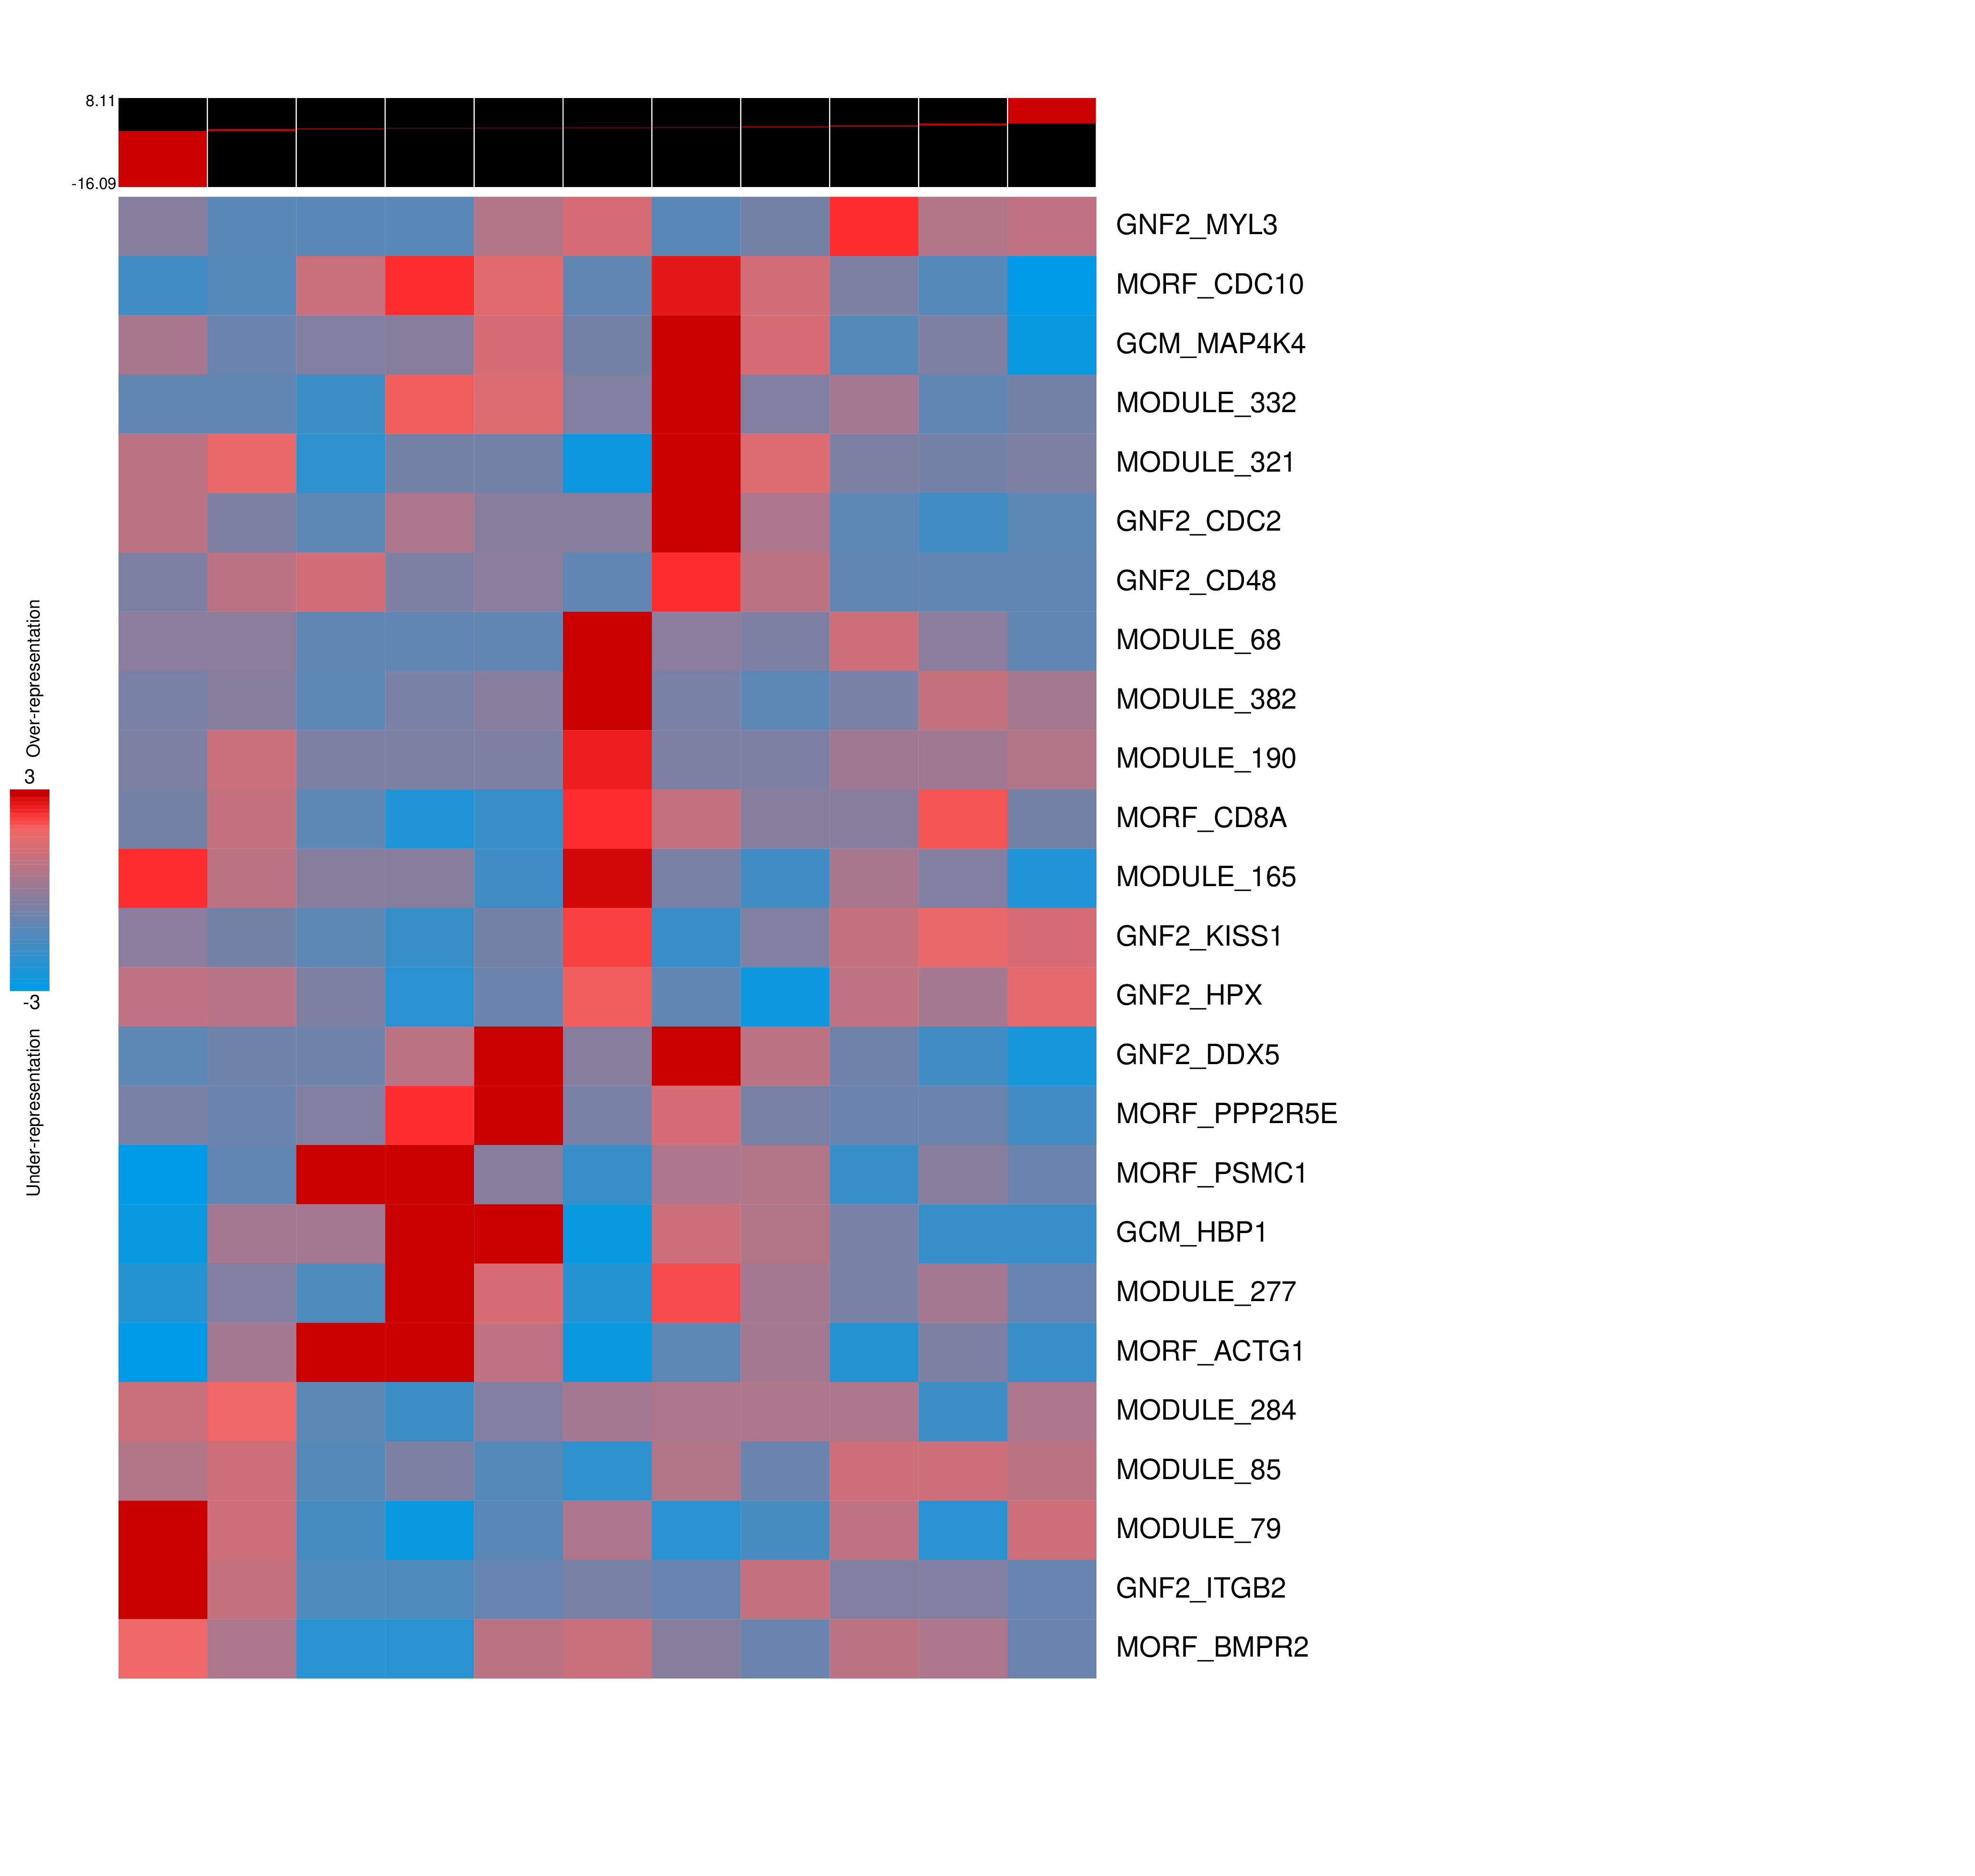 8.11
-16.09
GNF2_MYL3
MORF_CDC10
GCM_MAP4K4
MODULE_332
MODULE_321
GNF2_CDC2
GNF2_CD48
MODULE_68
MODULE_382
MODULE_190
MORF_CD8A
MODULE_165
GNF2_KISS1
GNF2_HPX
GNF2_DDX5
MORF_PPP2R5E
MORF_PSMC1
GCM_HBP1
MODULE_277
MORF_ACTG1
MODULE_284
MODULE_85
MODULE_79
GNF2_ITGB2
MORF_BMPR2
Over-representation
3
-3
Under-representation